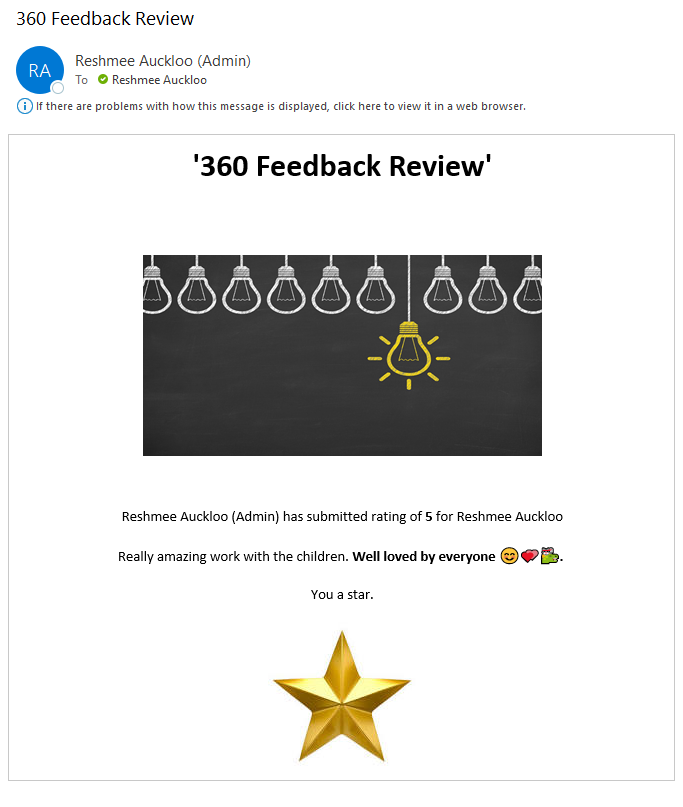 360 Feedback Review
RA
Reshmee Auckloo (Admin)
To Reshmee Auckloo
If there are problems with how this message is displayed, click here to view it in a web browser.
'360 Feedback Review'
Reshmee Auckloo (Admin) has submitted rating of 5 for Reshmee Auckloo
Really amazing work with the children. Well loved by everyone 😊💕.
You a star.